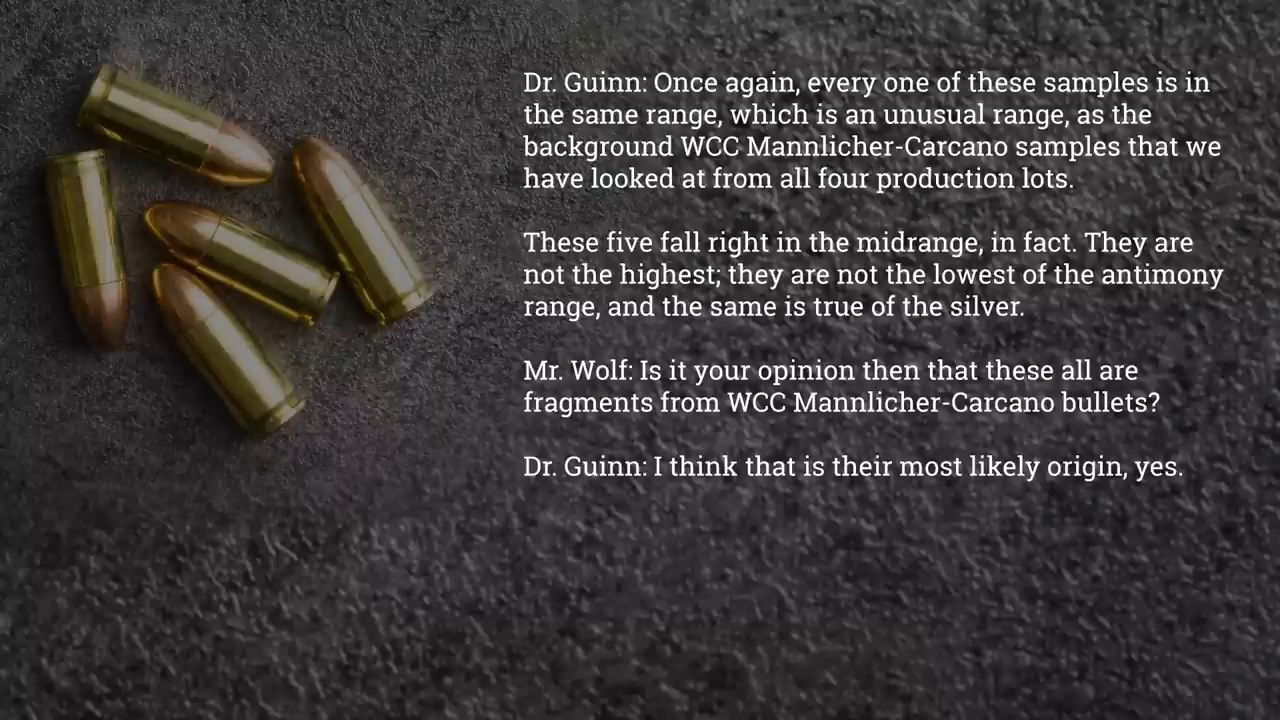 Dr. Guinn: Once again, every one of these samples is in
the same range, which is an unusual range, as the
background WCC Mannlicher-Carcano samples that we
have looked at from all four production lots.
These five fall right in the midrange, in fact. They are
not the highest; they are not the lowest of the antimony
range, and the same is true of the silver.
Mr. Wolf: Is it your opinion then that these all are
fragments from WCC Mannlicher-Carcano bullets?
Dr. Guinn: I think that is their most likely origin, yes.